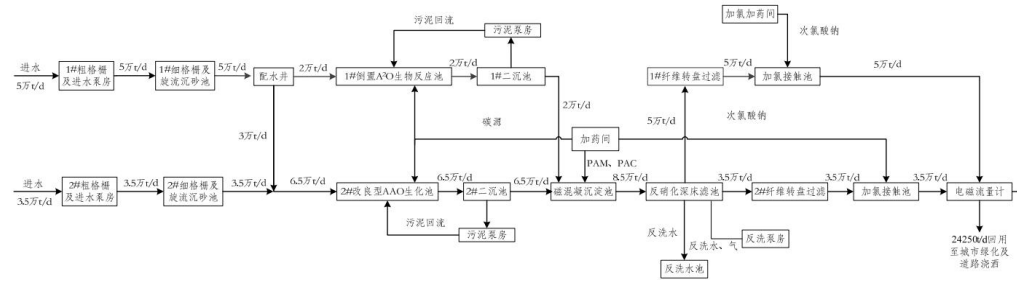 加氯加药间
次氯酸钠
污泥回流
污泥泵房
进水
5万t/d
1#粗格栅
及进水泵房
5万t/d
1#细格栅及
旋流沉砂池
5万t/d
配水井
2万t/d
1#倒置A²O生物反应池
2万t/d
1#二沉池
1#纤维转盘过滤
5万t/d
加氯接触池
5万t/d
3万t/d
碳源
2万t/d
加药间
5万t/d
次氯酸钠
PAM、PAC
进水
3.5万t/d
2#粗格栅
及进水泵房
3.5万t/d
2#细格栅及
旋流沉砂池
3.5万t/d
6.5万t/d
2#改良型AAO生化池
6.5万t/d
2#二沉池
6.5万t/d
磁混凝沉淀池
8.5万t/d
反硝化深床滤池
3.5万t/d
2#纤维转盘过滤
3.5万t/d
加氯接触池
3.5万t/d
电磁流量计
污泥回流
污泥泵房
反洗水
反洗水、气
反洗泵房
反洗水池
24250t/d回用
至城市绿化及
道路浇洒